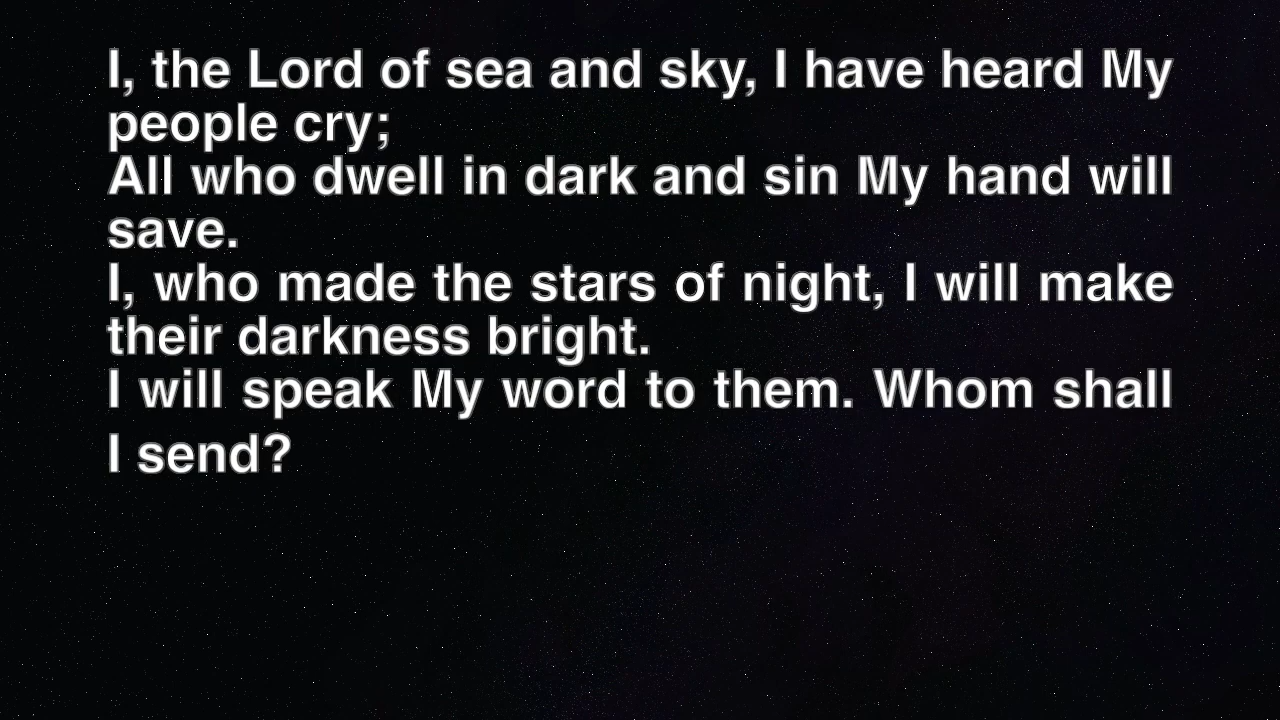 I, the Lord of sea and sky, I have heard My
people cry;
All who dwell in dark and sin My hand will
save.
I, who made the stars of night, I will make
their darkness bright.
I will speak My word to them. Whom shall
I send?